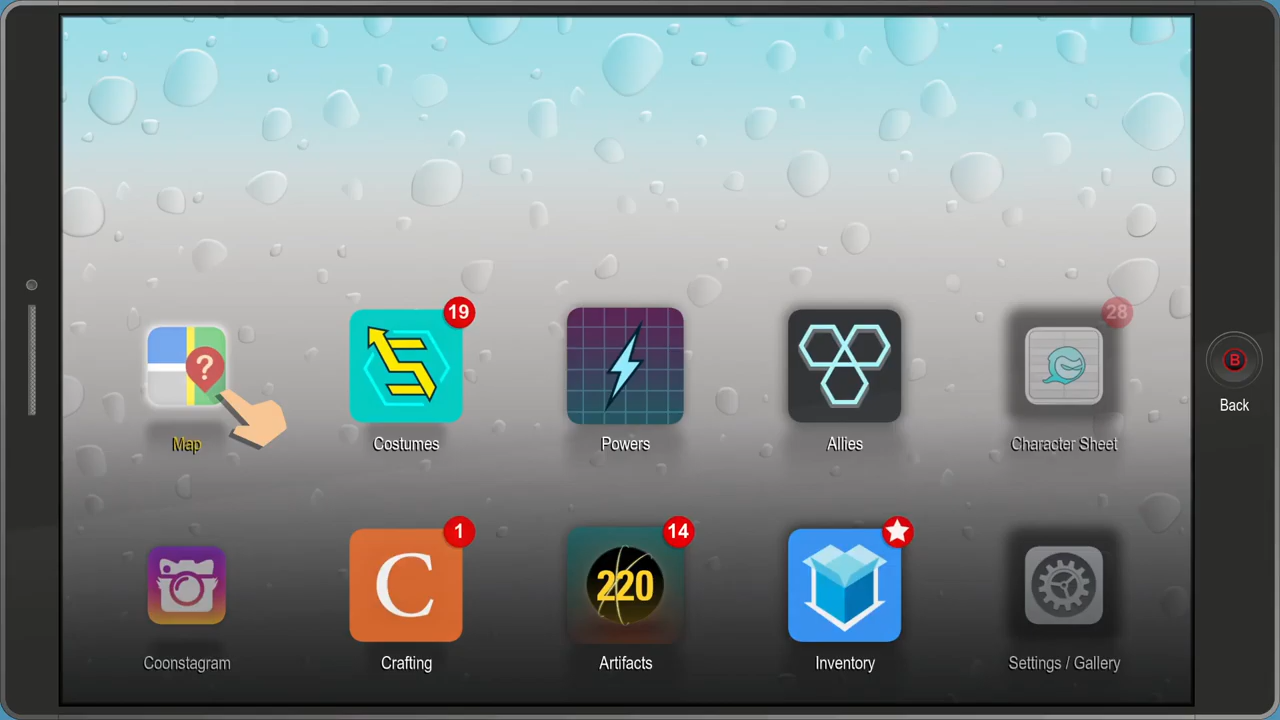 19
28
?
B
Back
Map
Costumes
Powers
Allies
Character Sheet
1
14
C
220
Coonstagram
Crafting
Artifacts
Inventory
Settings / Gallery